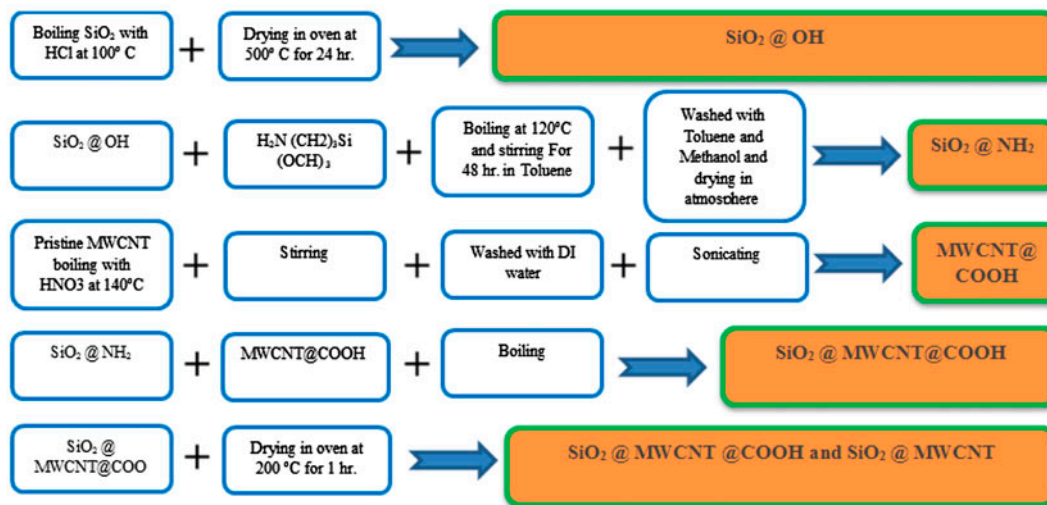 Boiling SiO₂ with
HCl at 100° C
+
Drying in oven at
500° C for 24 hr.
SiO₂ @ OH
SiO₂ @ OH
+
H₂N (CH2)₃Si
(OCH)₃
+
Boiling at 120°C
and stirring For
48 hr. in Toluene
+
Washed with
Toluene and
Methanol and
drying in
atmosphere
SiO₂ @ NH₂
Pristine MWCNT
boiling with
HNO3 at 140°C
+
Stirring
+
Washed with DI
water
+
Sonicating
MWCNT@
COOH
SiO₂ @ NH₂
+
MWCNT@COOH
+
Boiling
SiO₂ @ MWCNT@COOH
SiO₂ @
MWCNT@COO
+
Drying in oven at
200 °C for 1 hr.
SiO₂ @ MWCNT @COOH and SiO₂ @ MWCNT